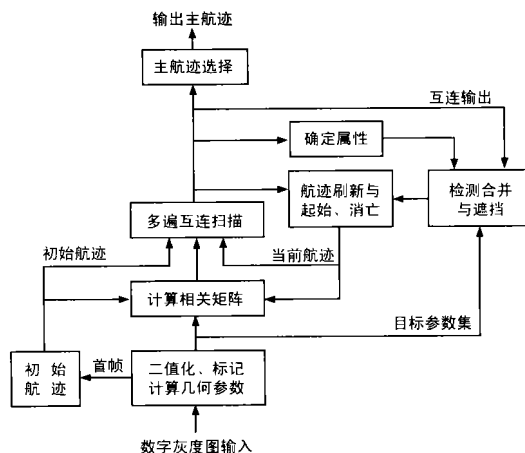 输出主航迹
主航迹选择
互连输出
确定属性
航迹刷新与
起始、消亡
检测合并
与遮挡
多遍互连扫描
初始航迹
当前航迹
计算相关矩阵
目标参数集
初始
航迹
首帧
二值化、标记
计算几何参数
数字灰度图输入